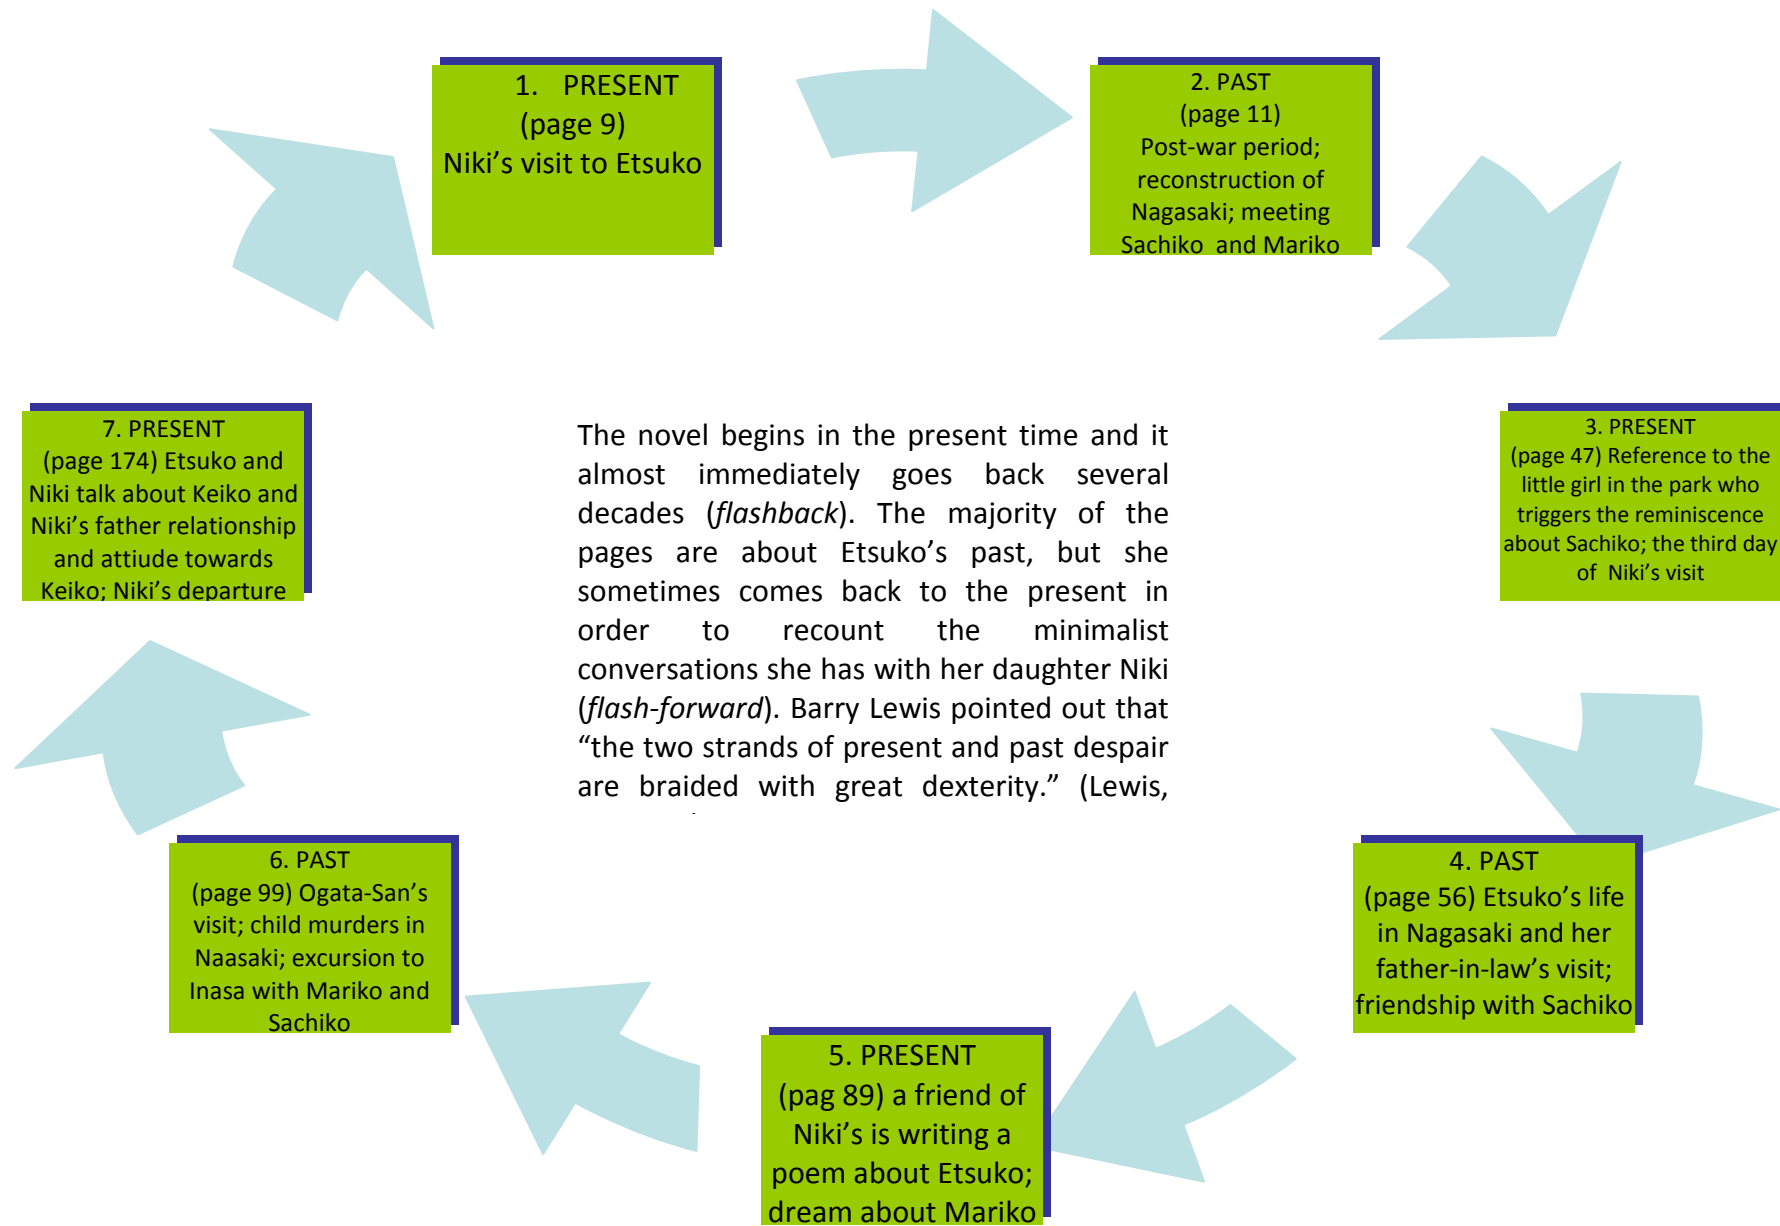 1. PRESENT
(page 9)
Niki’s visit to Etsuko
2. PAST
(page 11)
Post-war period;
reconstruction of
Nagasaki; meeting
Sachiko and Mariko
3. PRESENT
(page 47) Reference to the
little girl in the park who
triggers the reminiscence
about Sachiko; the third day
of Niki’s visit
4. PAST
(page 56) Etsuko’s life
in Nagasaki and her
father-in-law’s visit;
friendship with Sachiko
5. PRESENT
(pag 89) a friend of
Niki’s is writing a
poem about Etsuko;
dream about Mariko
6. PAST
(page 99) Ogata-San’s
visit; child murders in
Naasaki; excursion to
Inasa with Mariko and
Sachiko
7. PRESENT
(page 174) Etsuko and
Niki talk about Keiko and
Niki’s father relationship
and attiude towards
Keiko; Niki’s departure
The novel begins in the present time and it
almost immediately goes back several
decades (flashback). The majority of the
pages are about Etsuko’s past, but she
sometimes comes back to the present in
order to recount the minimalist
conversations she has with her daughter Niki
(flash-forward). Barry Lewis pointed out that
“the two strands of present and past despair
are braided with great dexterity.” (Lewis,